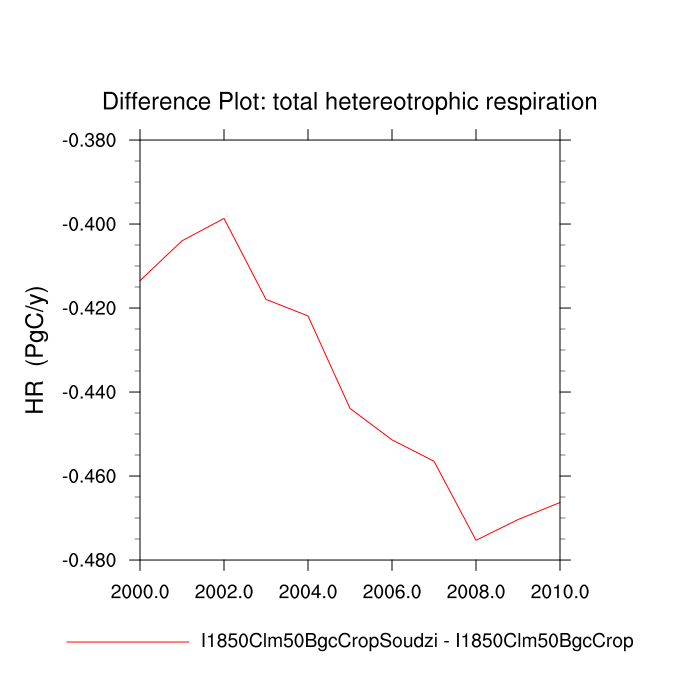 Difference Plot: total hetereotrophic respiration
-0.380
-0.400
-0.420
-0.440
-0.460
-0.480
HR (PgC/y)
2000.0 2002.0 2004.0 2006.0 2008.0 2010.0
I1850Clm50BgcCropSoudzi - I1850Clm50BgcCrop